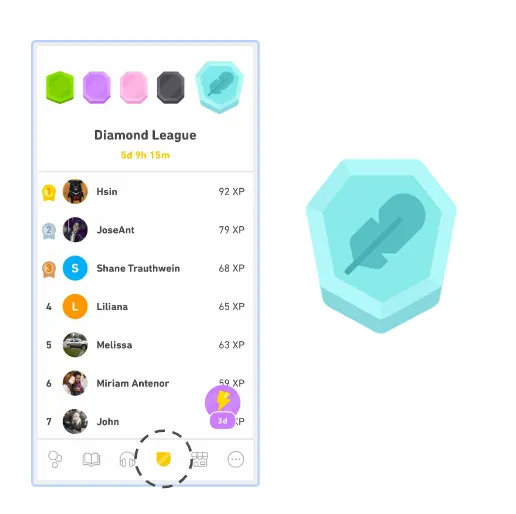 Diamond League
5d 9h 15m
1 Hsin 92 XP
2 JoseAnt 79 XP
3 S Shane Trauthwein 68 XP
4 L Liliana 65 XP
5 Melissa 63 XP
6 Miriam Antenor 59 XP
7 John XP
3d